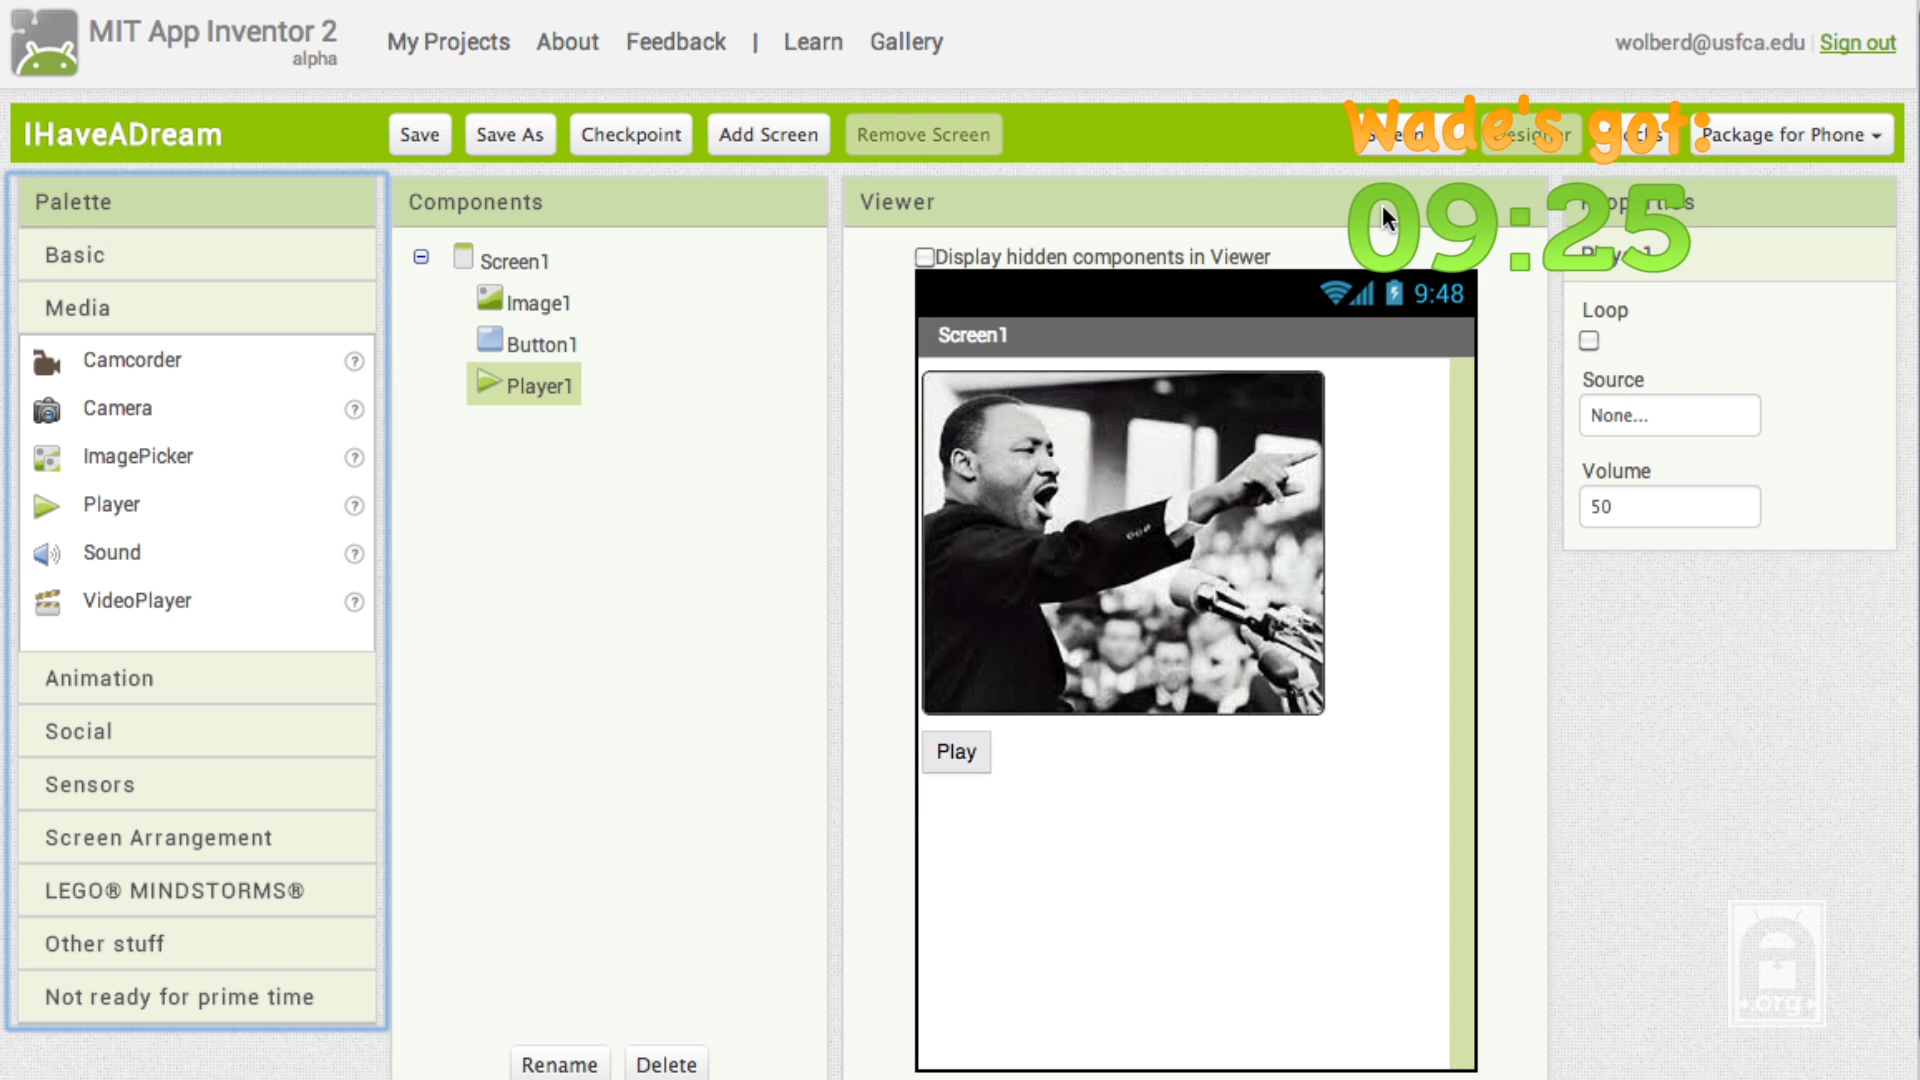 MIT App Inventor 2
alpha
My Projects About Feedback | Learn Gallery
wolberd@usfca.edu | Sign out
IHaveADream
Save Save As Checkpoint Add Screen Remove Screen
Wade's got:
Package for Phone
09:25
Palette
Basic
Media
Camcorder ?
Camera ?
ImagePicker ?
Player ?
Sound ?
VideoPlayer ?
Animation
Social
Sensors
Screen Arrangement
LEGO® MINDSTORMS®
Other stuff
Not ready for prime time
Components
Screen1
Image1
Button1
Player1
Rename Delete
Viewer
Display hidden components in Viewer
9:48
Screen1
Play
Loop
Source
None...
Volume
50
.org